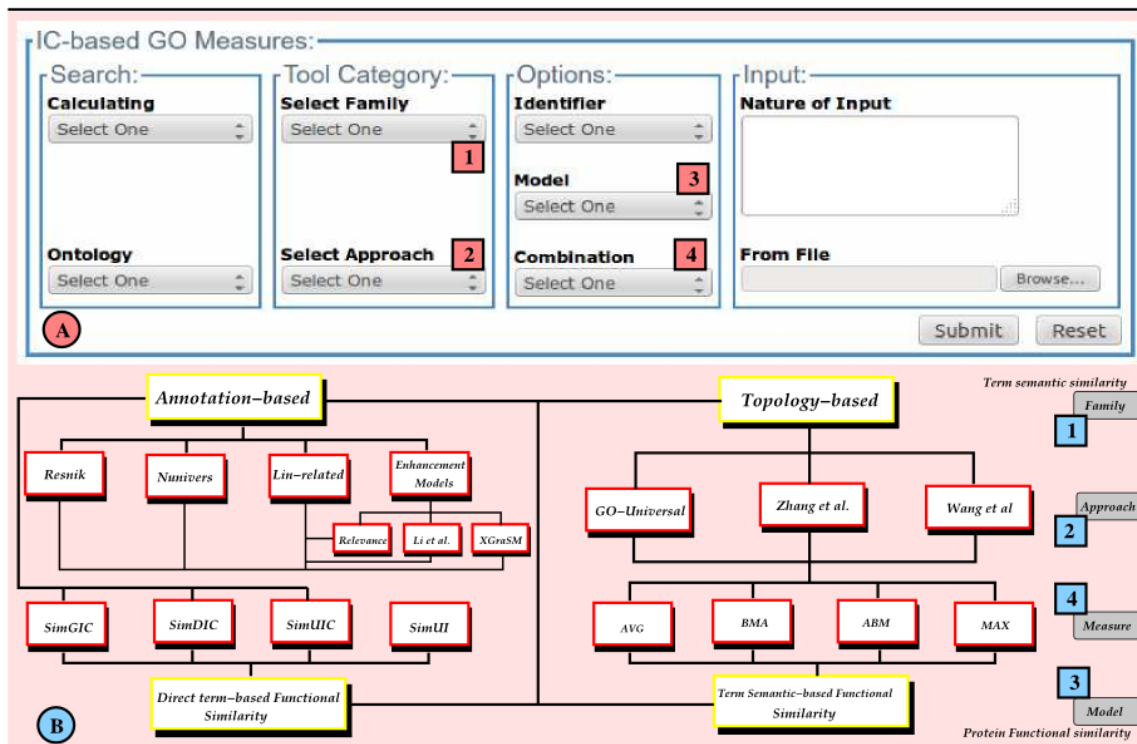 IC-based GO Measures:
Search:
Tool Category:
Options:
Input:
Calculating
Select Family
Identifier
Nature of Input
Select One
Select One
Select One
1
Model
3
Select One
Ontology
Select Approach
2
Combination
4
From File
Select One
Select One
Select One
Browse...
A
Submit
Reset
Term semantic similarity
Annotation-based
Topology-based
Family
1
Resnik
Nunivers
Lin-related
Enhancement
Models
GO-Universal
Zhang et al.
Wang et al
Approach
2
Relevance
Li et al.
XGraSM
SimGIC
SimDIC
SimUIC
SimUI
AVG
BMA
ABM
MAX
4
Measure
Direct term-based Functional
Similarity
Term Semantic-based Functional
Similarity
3
Model
B
Protein Functional similarity